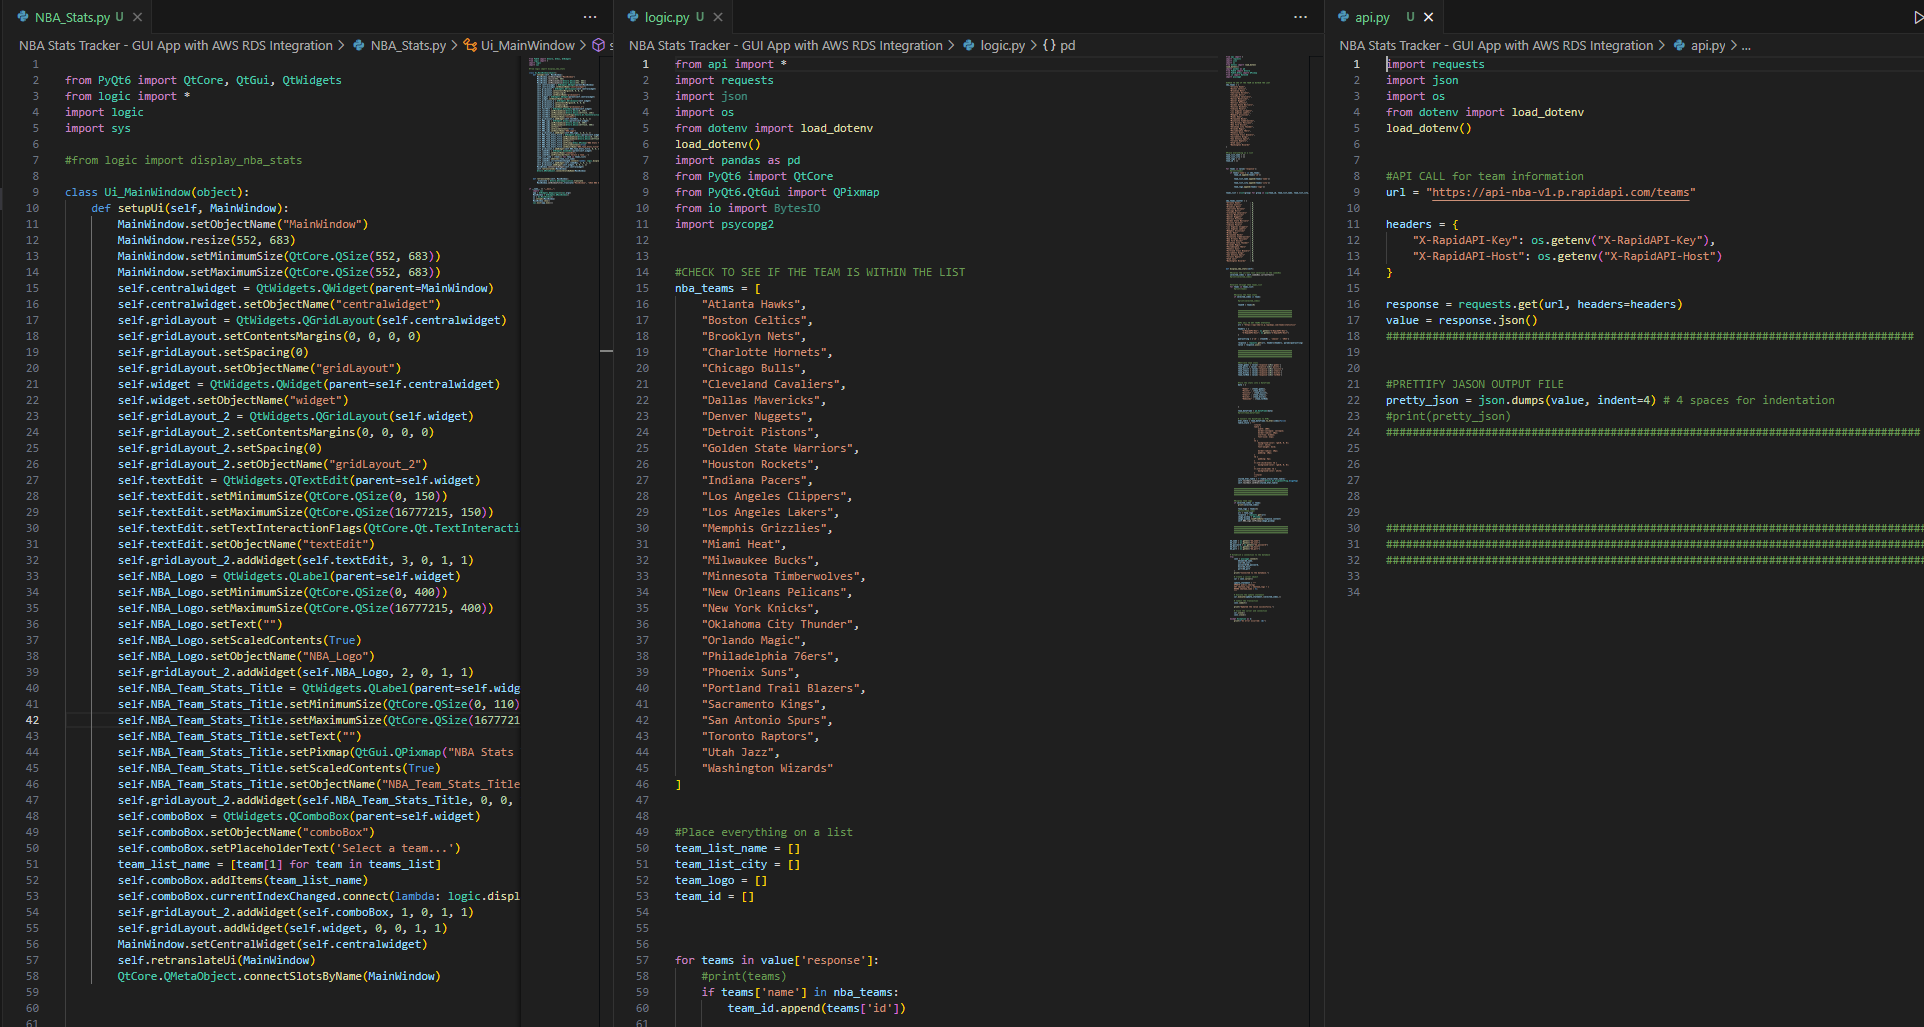 NBA_Stats.py U
NBA Stats Tracker - GUI App with AWS RDS Integration > NBA_Stats.py > Ui_MainWindow >
1
2 from PyQt6 import QtCore, QtGui, QtWidgets
3 from logic import *
4 import logic
5 import sys
6
7 #from logic import display_nba_stats
8
9 class Ui_MainWindow(object):
10 def setupUi(self, MainWindow):
11 MainWindow.setObjectName("MainWindow")
12 MainWindow.resize(552, 683)
13 MainWindow.setMinimumSize(QtCore.QSize(552, 683))
14 MainWindow.setMaximumSize(QtCore.QSize(552, 683))
15 self.centralwidget = QtWidgets.QWidget(parent=MainWindow)
16 self.centralwidget.setObjectName("centralwidget")
17 self.gridLayout = QtWidgets.QGridLayout(self.centralwidget)
18 self.gridLayout.setContentsMargins(0, 0, 0, 0)
19 self.gridLayout.setSpacing(0)
20 self.gridLayout.setObjectName("gridLayout")
21 self.widget = QtWidgets.QWidget(parent=self.centralwidget)
22 self.widget.setObjectName("widget")
23 self.gridLayout_2 = QtWidgets.QGridLayout(self.widget)
24 self.gridLayout_2.setContentsMargins(0, 0, 0, 0)
25 self.gridLayout_2.setSpacing(0)
26 self.gridLayout_2.setObjectName("gridLayout_2")
27 self.textEdit = QtWidgets.QTextEdit(parent=self.widget)
28 self.textEdit.setMinimumSize(QtCore.QSize(0, 150))
29 self.textEdit.setMaximumSize(QtCore.QSize(16777215, 150))
30 self.textEdit.setTextInteractionFlags(QtCore.Qt.TextInteracti
31 self.textEdit.setObjectName("textEdit")
32 self.gridLayout_2.addWidget(self.textEdit, 3, 0, 1, 1)
33 self.NBA_Logo = QtWidgets.QLabel(parent=self.widget)
34 self.NBA_Logo.setMinimumSize(QtCore.QSize(0, 400))
35 self.NBA_Logo.setMaximumSize(QtCore.QSize(16777215, 400))
36 self.NBA_Logo.setText("")
37 self.NBA_Logo.setScaledContents(True)
38 self.NBA_Logo.setObjectName("NBA_Logo")
39 self.gridLayout_2.addWidget(self.NBA_Logo, 2, 0, 1, 1)
40 self.NBA_Team_Stats_Title = QtWidgets.QLabel(parent=self.widg
41 self.NBA_Team_Stats_Title.setMinimumSize(QtCore.QSize(0, 110)
42 self.NBA_Team_Stats_Title.setMaximumSize(QtCore.QSize(1677721
43 self.NBA_Team_Stats_Title.setText("")
44 self.NBA_Team_Stats_Title.setPixmap(QtGui.QPixmap("NBA Stats
45 self.NBA_Team_Stats_Title.setScaledContents(True)
46 self.NBA_Team_Stats_Title.setObjectName("NBA_Team_Stats_Title
47 self.gridLayout_2.addWidget(self.NBA_Team_Stats_Title, 0, 0,
48 self.comboBox = QtWidgets.QComboBox(parent=self.widget)
49 self.comboBox.setObjectName("comboBox")
50 self.comboBox.setPlaceholderText('Select a team...')
51 team_list_name = [team[1] for team in teams_list]
52 self.comboBox.addItems(team_list_name)
53 self.comboBox.currentIndexChanged.connect(lambda: logic.displ
54 self.gridLayout_2.addWidget(self.comboBox, 1, 0, 1, 1)
55 self.gridLayout.addWidget(self.widget, 0, 0, 1, 1)
56 MainWindow.setCentralWidget(self.centralwidget)
57 self.retranslateUi(MainWindow)
58 QtCore.QMetaObject.connectSlotsByName(MainWindow)
59
60
61
logic.py U
NBA Stats Tracker - GUI App with AWS RDS Integration > logic.py > {} pd
1 from api import *
2 import requests
3 import json
4 import os
5 from dotenv import load_dotenv
6 load_dotenv()
7 import pandas as pd
8 from PyQt6 import QtCore
9 from PyQt6.QtGui import QPixmap
10 from io import BytesIO
11 import psycopg2
12
13
14 #CHECK TO SEE IF THE TEAM IS WITHIN THE LIST
15 nba_teams = [
16 "Atlanta Hawks",
17 "Boston Celtics",
18 "Brooklyn Nets",
19 "Charlotte Hornets",
20 "Chicago Bulls",
21 "Cleveland Cavaliers",
22 "Dallas Mavericks",
23 "Denver Nuggets",
24 "Detroit Pistons",
25 "Golden State Warriors",
26 "Houston Rockets",
27 "Indiana Pacers",
28 "Los Angeles Clippers",
29 "Los Angeles Lakers",
30 "Memphis Grizzlies",
31 "Miami Heat",
32 "Milwaukee Bucks",
33 "Minnesota Timberwolves",
34 "New Orleans Pelicans",
35 "New York Knicks",
36 "Oklahoma City Thunder",
37 "Orlando Magic",
38 "Philadelphia 76ers",
39 "Phoenix Suns",
40 "Portland Trail Blazers",
41 "Sacramento Kings",
42 "San Antonio Spurs",
43 "Toronto Raptors",
44 "Utah Jazz",
45 "Washington Wizards"
46 ]
47
48
49 #Place everything on a list
50 team_list_name = []
51 team_list_city = []
52 team_logo = []
53 team_id = []
54
55
56
57 for teams in value['response']:
58 #print(teams)
59 if teams['name'] in nba_teams:
60 team_id.append(teams['id'])
61
api.py U
NBA Stats Tracker - GUI App with AWS RDS Integration > api.py > ...
1 import requests
2 import json
3 import os
4 from dotenv import load_dotenv
5 load_dotenv()
6
7
8 #API CALL for team information
9 url = "https://api-nba-v1.p.rapidapi.com/teams"
10
11 headers = {
12 "X-RapidAPI-Key": os.getenv("X-RapidAPI-Key"),
13 "X-RapidAPI-Host": os.getenv("X-RapidAPI-Host")
14 }
15
16 response = requests.get(url, headers=headers)
17 value = response.json()
18 ################################################################################
19
20
21 #PRETTIFY JASON OUTPUT FILE
22 pretty_json = json.dumps(value, indent=4) # 4 spaces for indentation
23 #print(pretty_json)
24 #################################################################################
25
26
27
28
29
30 #################################################################################
31 #################################################################################
32 #################################################################################
33
34